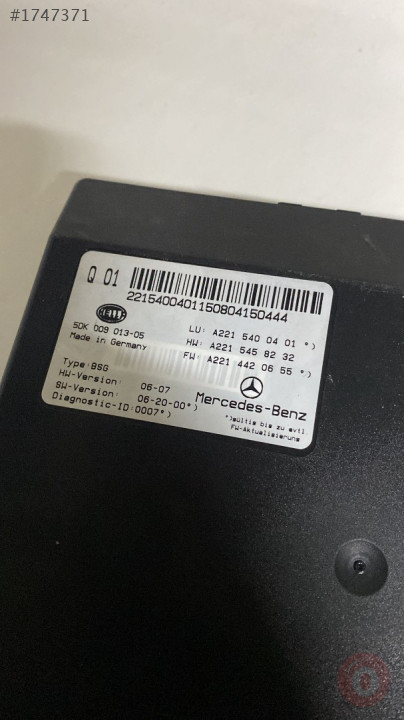 #1747371
Q 01
2215400401150804150444
HELLA
5DK 009 013-05
Made in Germany
LU: A221 540 04 01 *)
HW: A221 545 82 32
FW: A221 442 06 55 *)
Type:BSG
HW-Version: 06-07
SW-Version: 06-20-00*)
Diagnostic-ID:0007*)
Mercedes-Benz
*)gültig bis zu evtl
FW-Aktualisierung